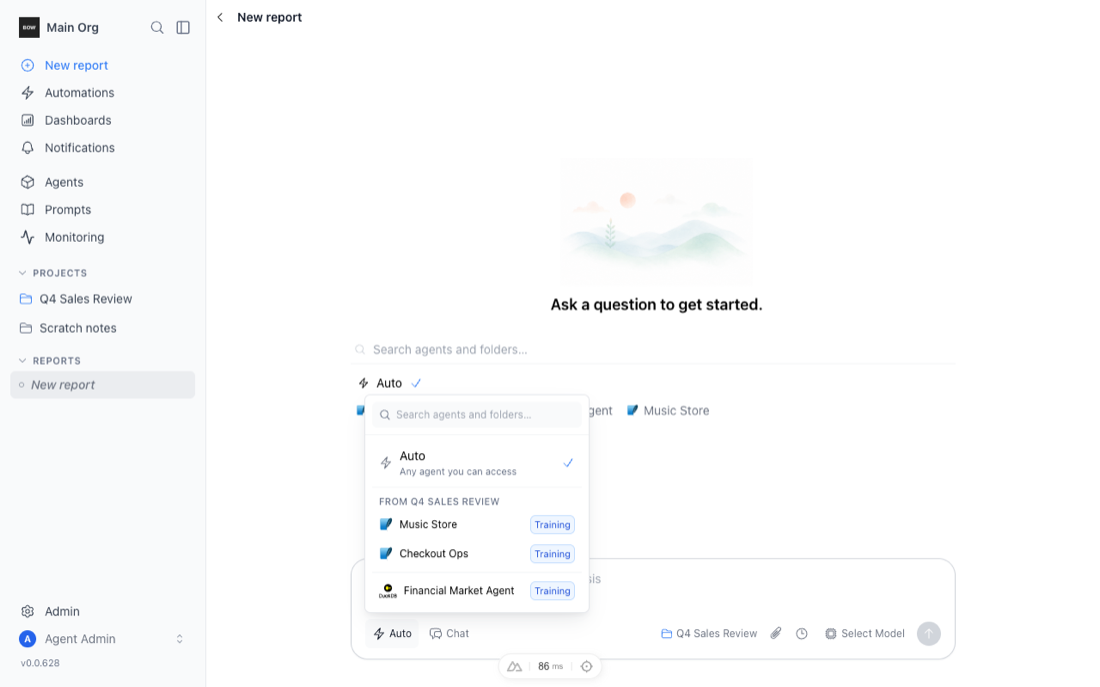 BOW Main Org
New report
Automations
Dashboards
Notifications
Agents
Prompts
Monitoring
PROJECTS
Q4 Sales Review
Scratch notes
REPORTS
New report
Admin
A Agent Admin
v0.0.628
New report
Ask a question to get started.
Search agents and folders...
Auto
gent Music Store
Search agents and folders...
Auto
Any agent you can access
FROM Q4 SALES REVIEW
Music Store Training
Checkout Ops Training
Financial Market Agent Training
sis
Auto Chat Q4 Sales Review Select Model
86 ms